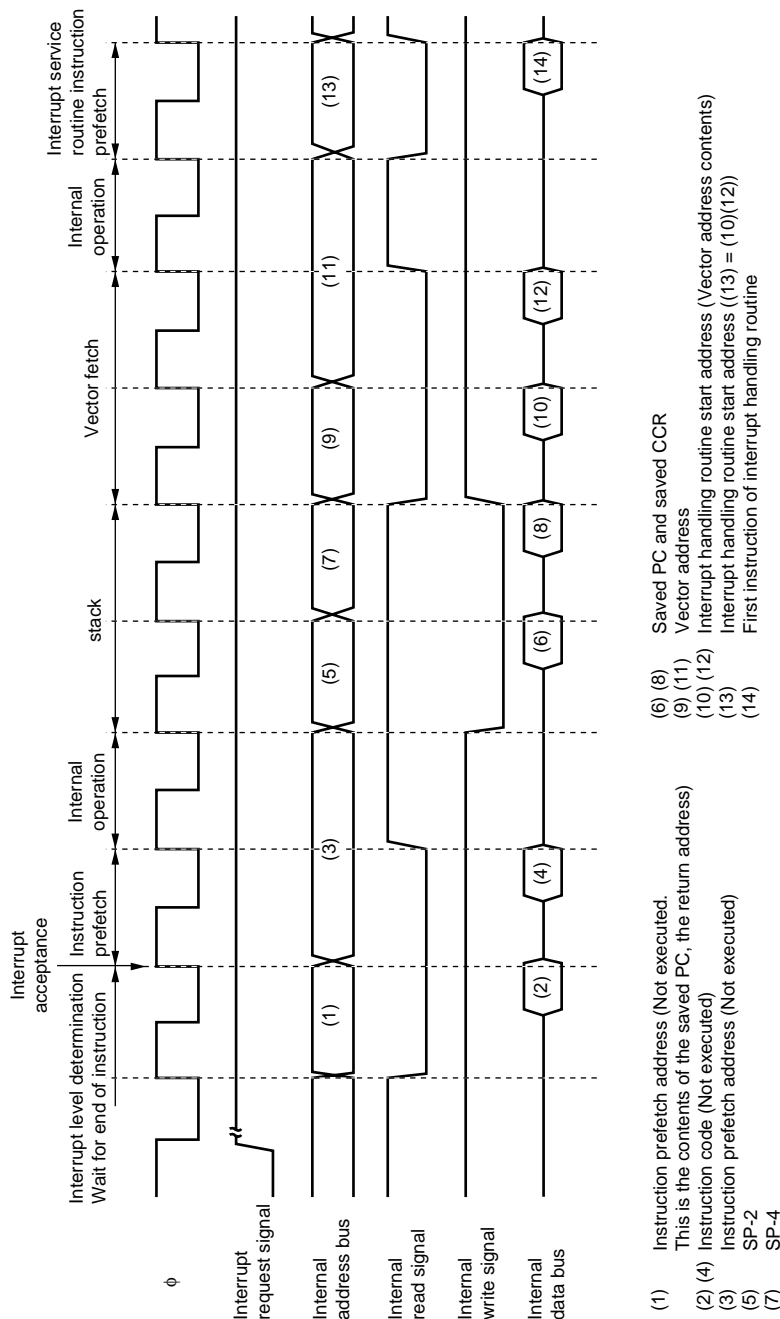 Interrupt
acceptance
Interrupt level determination
Wait for end of instruction
Instruction
prefetch
Internal
operation
stack
Vector fetch
Internal
operation
Interrupt service
routine instruction
prefetch
ϕ
Interrupt
request signal
Internal
address bus
(1)
(3)
(5)
(7)
(9)
(11)
(13)
Internal
read signal
Internal
write signal
Internal
data bus
(2)
(4)
(6)
(8)
(10)
(12)
(14)
(1) Instruction prefetch address (Not executed.
This is the contents of the saved PC, the return address)
(2) (4) Instruction code (Not executed)
(3) Instruction prefetch address (Not executed)
(5) SP-2
(7) SP-4
(6) (8) Saved PC and saved CCR
(9) (11) Vector address
(10) (12) Interrupt handling routine start address (Vector address contents)
(13) Interrupt handling routine start address ((13) = (10)(12))
(14) First instruction of interrupt handling routine